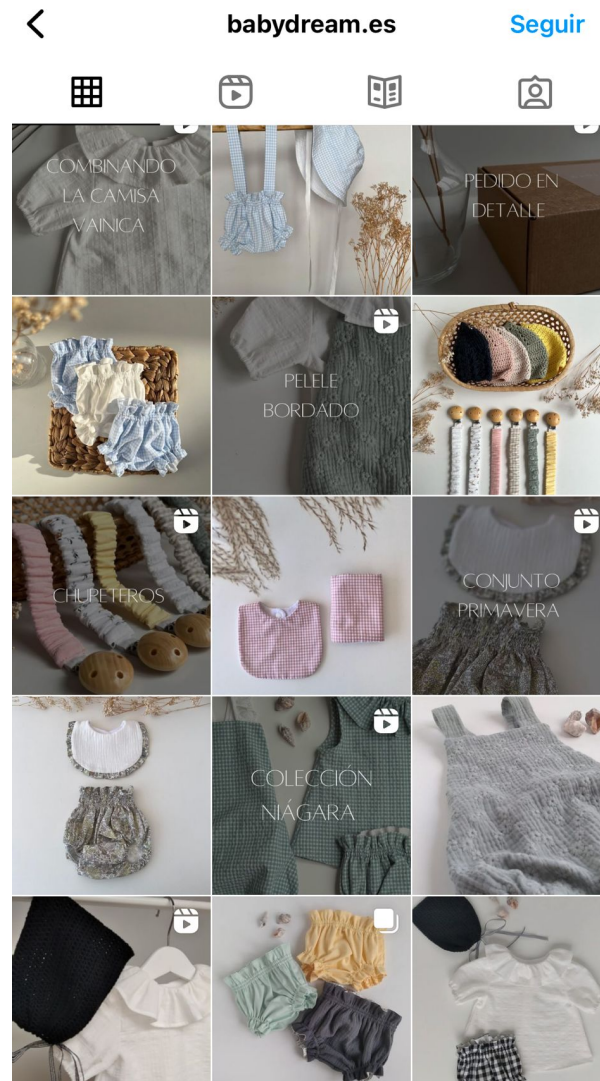 babydream.es
Seguir
COMBINANDO
LA CAMISA
VAINICA
PEDIDO EN
DETALLE
PELELE
BORDADO
CHUPETEROS
CONJUNTO
PRIMAVERA
COLECCIÓN
NIÁGARA